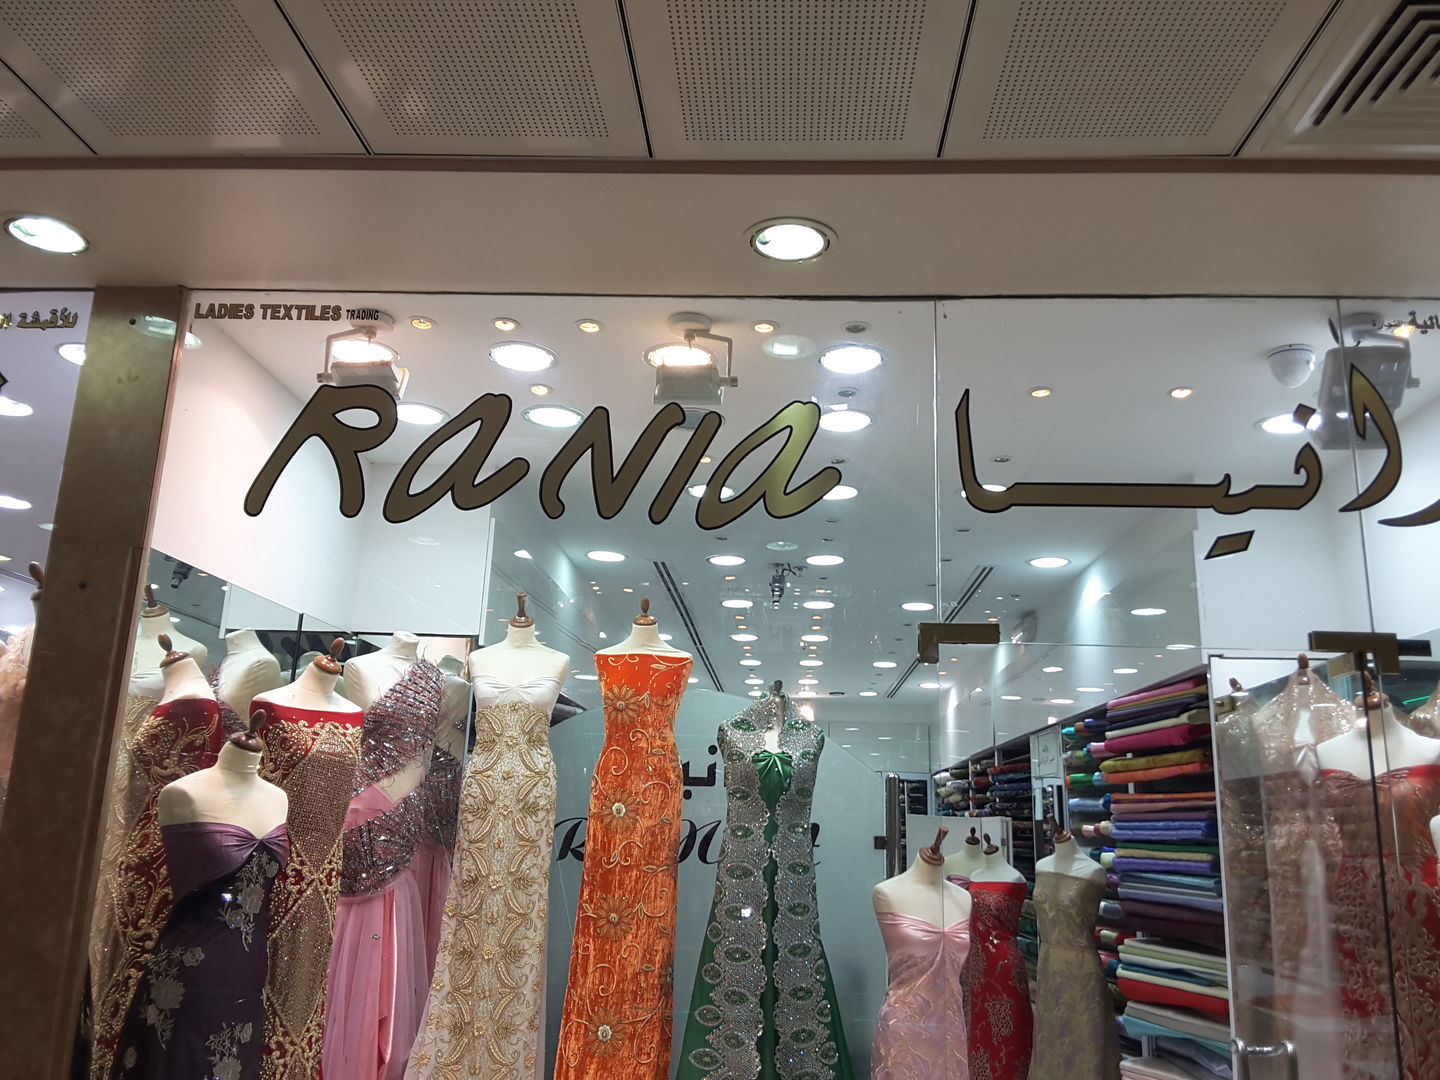 LADIES TEXTILES TRADING
RANIA
رانيا